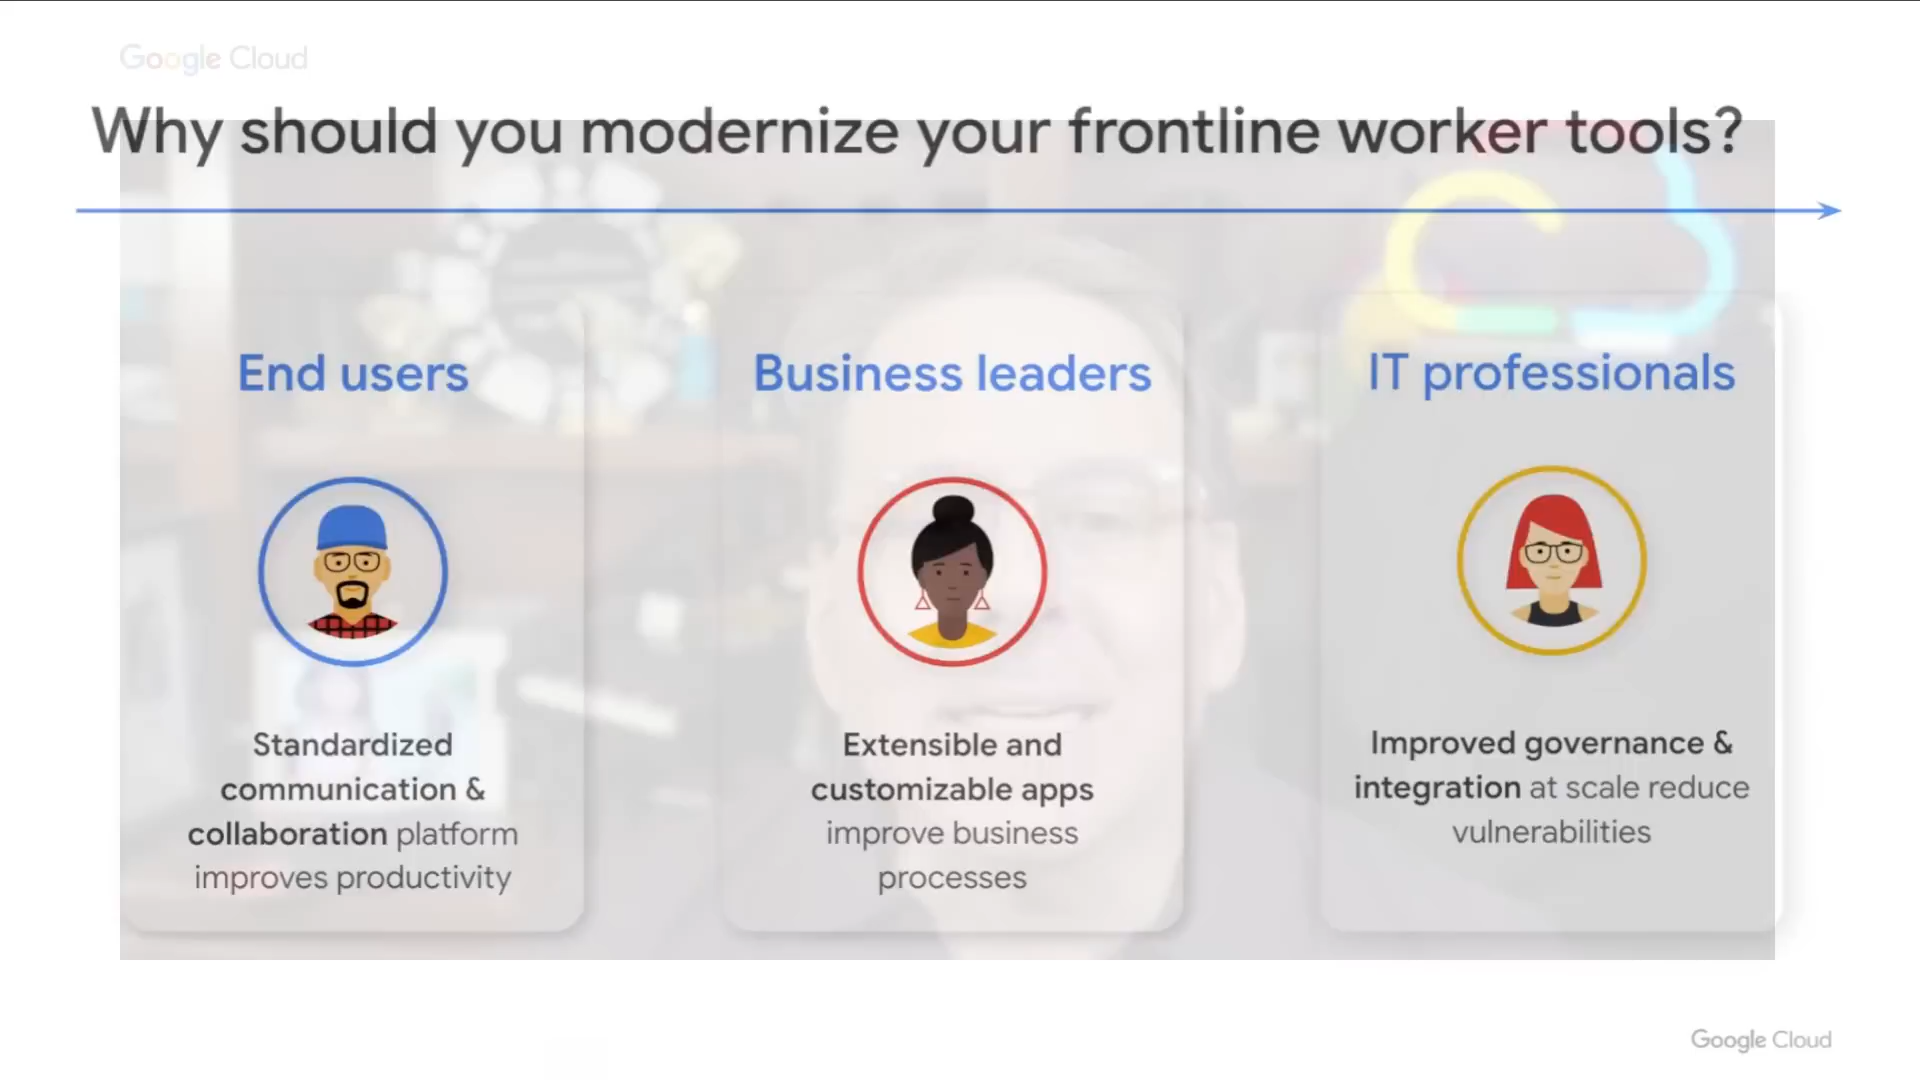 Google Cloud
Why should you modernize your frontline worker tools?
End users
Business leaders
IT professionals
Standardized
communication &
collaboration platform
improves productivity
Extensible and
customizable apps
improve business
processes
Improved governance &
integration at scale reduce
vulnerabilities
Google Cloud